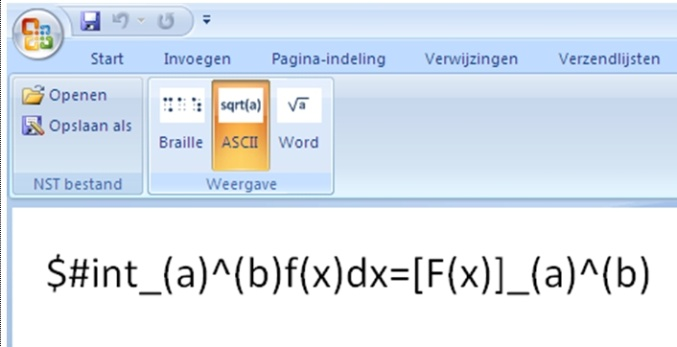 Start Invoegen Pagina-indeling Verwijzingen Verzendlijsten
Openen
Opslaan als
NST bestand
sqrt(a) √a
Braille ASCII Word
Weergave
$#int_(a)^(b)f(x)dx=[F(x)]_(a)^(b)